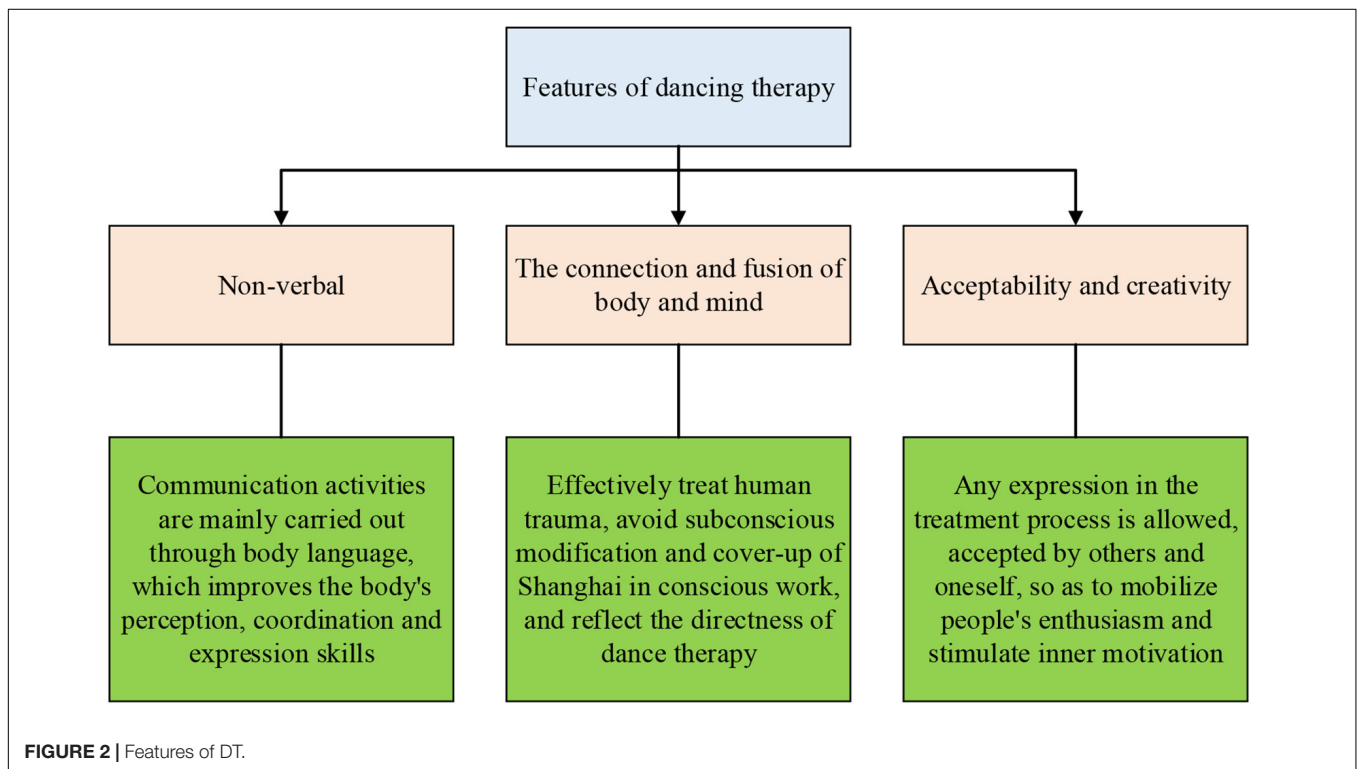 Features of dancing therapy
Non-verbal
The connection and fusion of
body and mind
Acceptability and creativity
Communication activities
are mainly carried out
through body language,
which improves the body's
perception, coordination and
expression skills
Effectively treat human
trauma, avoid subconscious
modification and cover-up of
Shanghai in conscious work,
and reflect the directness of
dance therapy
Any expression in the
treatment process is allowed,
accepted by others and
oneself, so as to mobilize
people's enthusiasm and
stimulate inner motivation
FIGURE 2 | Features of DT.